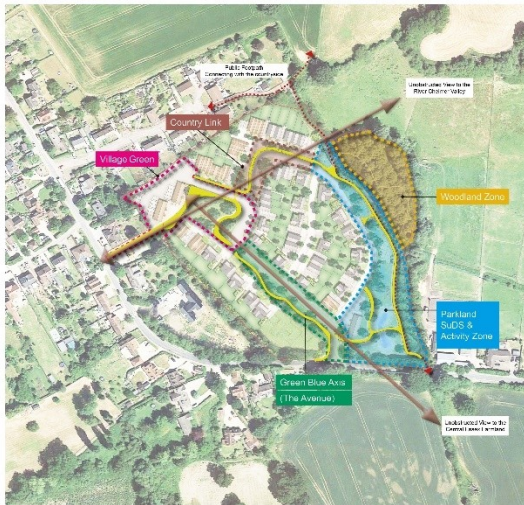 Public Footpath
Connecting with the countryside
Unobstructed View to the
River Chelmer Valley
Country Link
Village Green
Woodland Zone
Parkland
SuDS &
Activity Zone
Green Blue Axis
(The Avenue)
Unobstructed View to the
Central Essex Farmland